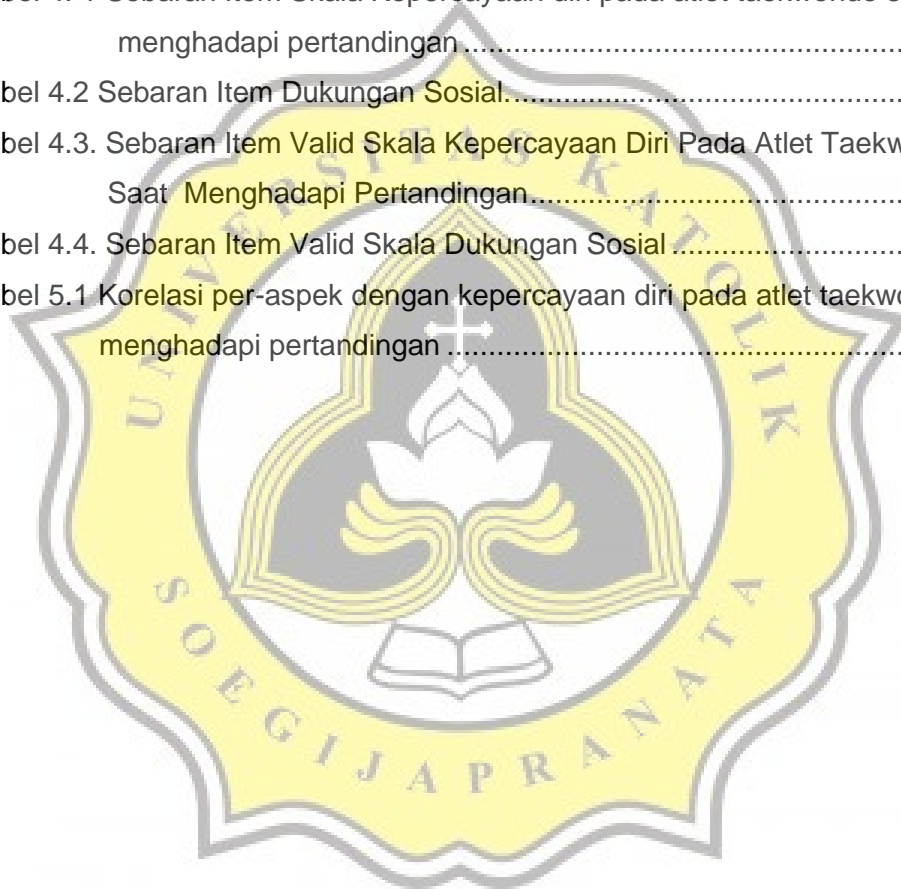 menghadapi pertandingan
bel 4.2 Sebaran Item Dukungan Sosial.
bel 4.3. Sebaran Item Valid Skala Kepercayaan Diri Pada Atlet
Saat Menghadapi Pertandingan
bel 4.4. Sebaran Item Valid Skala Dukungan Sosial
bel 5.1 Korelasi per-aspek dengan kepercayaan diri pada atlet
menghadapi pertandingan
UNIVERSITAS KATOLIK
SOEGIJAPRANATA